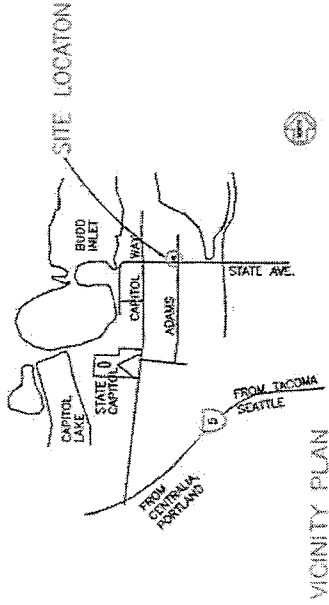 SITE LOCATON
BUDD
INLET
CAPITOL WAY
STATE AVE.
ADAMS
STATE
CAPITOL
CAPITOL
LAKE
5
FROM TACOMA
SEATTLE
FROM
CENTRALIA
PORTLAND
VICINITY PLAN